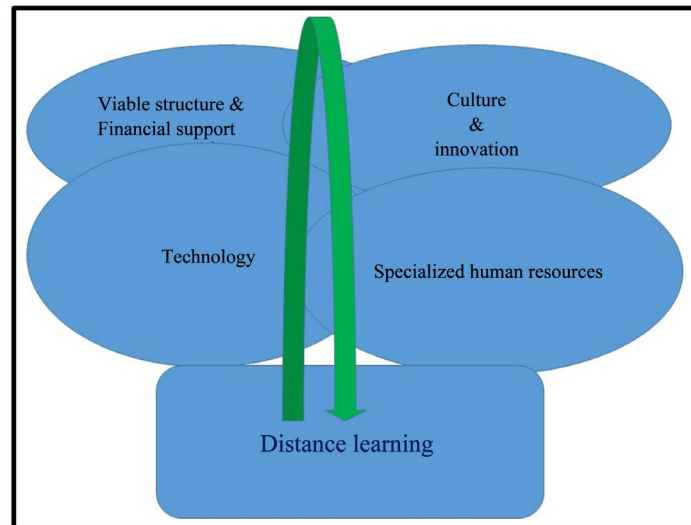 Viable structure &
Financial support
Culture
&
innovation
Technology
Specialized human resources
Distance learning